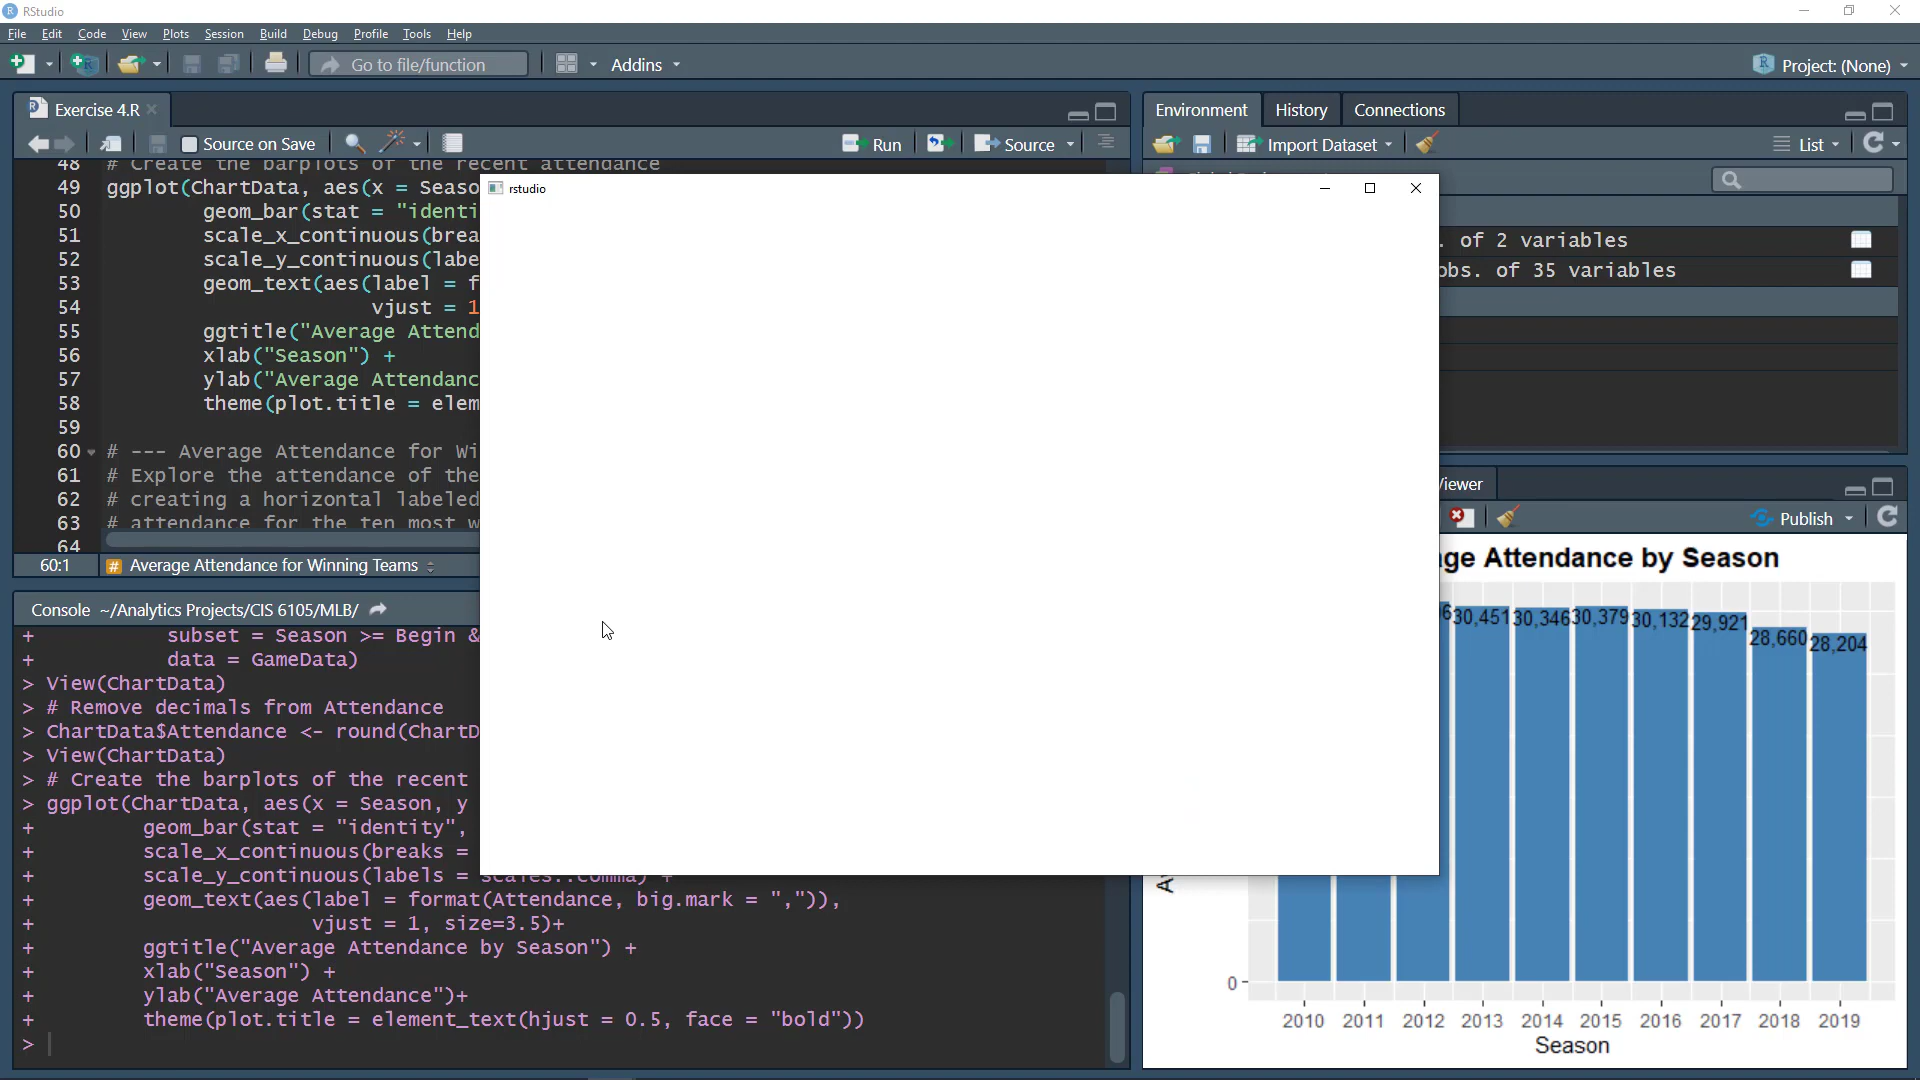 RStudio
File Edit Code View Plots Session Build Debug Profile Tools Help
Go to file/function Addins Project: (None)
Exercise 4.R
Source on Save Run Source
48 # Create the barplots of the recent attendance
49 ggplot(ChartData, aes(x = Seaso
50 geom_bar(stat = "identi
51 scale_x_continuous(brea
52 scale_y_continuous(labe
53 geom_text(aes(label = f
54 vjust = 1
55 ggtitle("Average Attend
56 xlab("Season") +
57 ylab("Average Attendanc
58 theme(plot.title = elem
59
60 # --- Average Attendance for Wi
61 # Explore the attendance of the
62 # creating a horizontal labeled
63 # attendance for the ten most w
64
60:1 # Average Attendance for Winning Teams
Console ~/Analytics Projects/CIS 6105/MLB/
+ subset = Season >= Begin &
+ data = GameData)
> View(ChartData)
> # Remove decimals from Attendance
> ChartData$Attendance <- round(ChartD
> View(ChartData)
> # Create the barplots of the recent
> ggplot(ChartData, aes(x = Season, y
+ geom_bar(stat = "identity",
+ scale_x_continuous(breaks =
+ scale_y_continuous(labels = scales::comma) +
+ geom_text(aes(label = format(Attendance, big.mark = ",")),
+ vjust = 1, size=3.5)+
+ ggtitle("Average Attendance by Season") +
+ xlab("Season") +
+ ylab("Average Attendance")+
+ theme(plot.title = element_text(hjust = 0.5, face = "bold"))
>
rstudio
Environment History Connections
Import Dataset List
. of 2 variables
obs. of 35 variables
Viewer
Publish
ge Attendance by Season
30,451 30,346 30,379 30,132 29,921 28,660 28,204
Av
0
2010 2011 2012 2013 2014 2015 2016 2017 2018 2019
Season